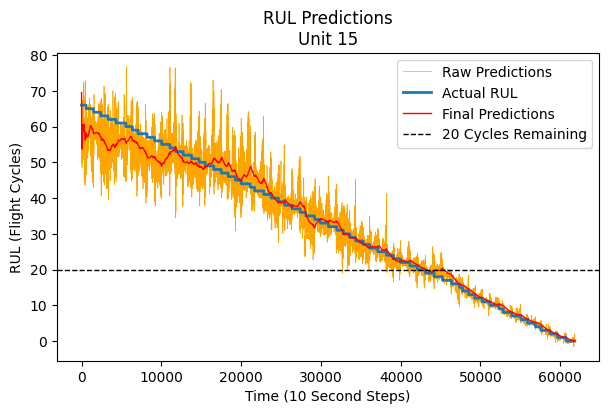 RUL Predictions
Unit 15
Raw Predictions
Actual RUL
Final Predictions
20 Cycles Remaining
RUL (Flight Cycles)
80
70
60
50
40
30
20
10
0
0
10000
20000
30000
40000
50000
60000
Time (10 Second Steps)